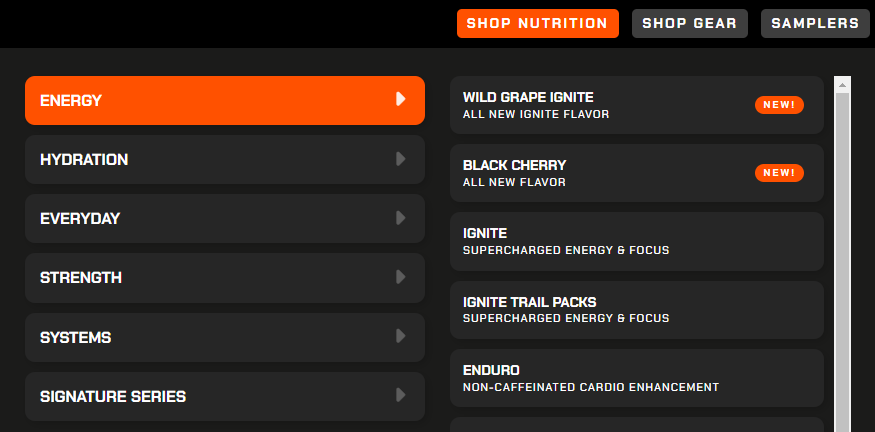 SHOP NUTRITION
SHOP GEAR
SAMPLERS
ENERGY
HYDRATION
EVERYDAY
STRENGTH
SYSTEMS
SIGNATURE SERIES
WILD GRAPE IGNITE
ALL NEW IGNITE FLAVOR
NEW!
BLACK CHERRY
ALL NEW FLAVOR
NEW!
IGNITE
SUPERCHARGED ENERGY & FOCUS
IGNITE TRAIL PACKS
SUPERCHARGED ENERGY & FOCUS
ENDURO
NON-CAFFEINATED CARDIO ENHANCEMENT